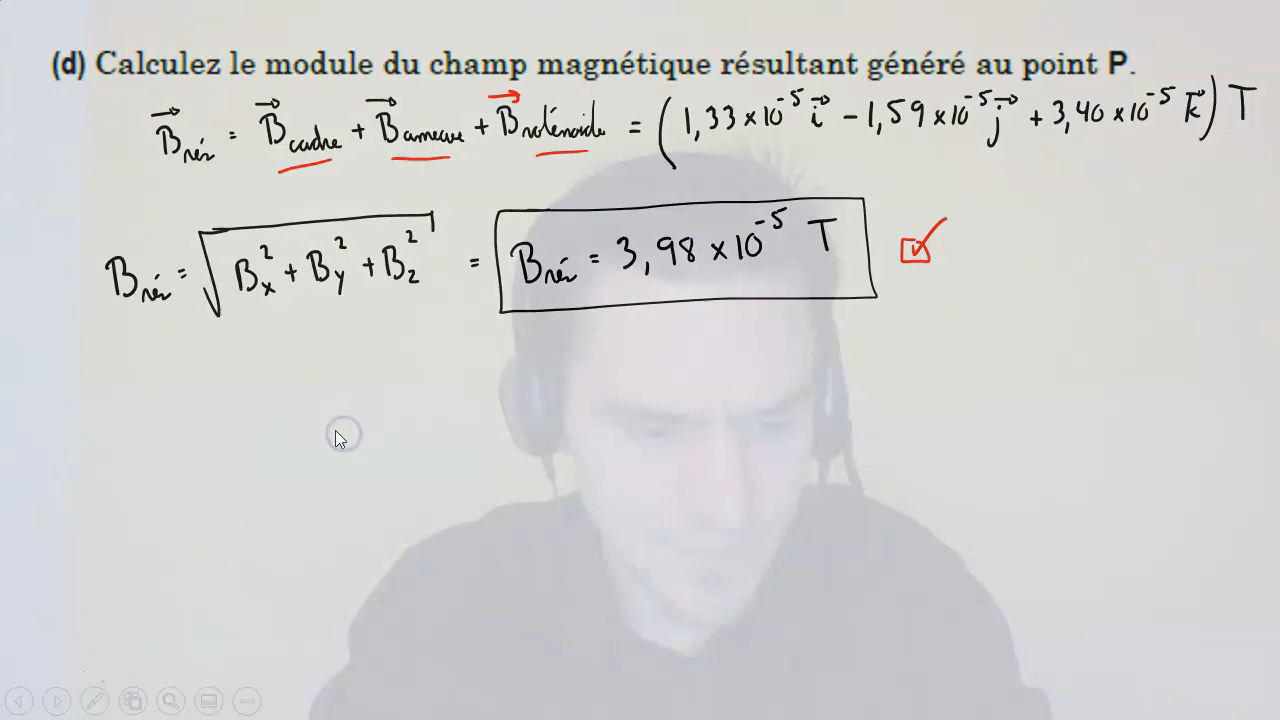 (d) Calculez le module du champ magnétique résultant généré au point P.
B⃗rés = B⃗cadre + B⃗anneau + B⃗solénoïde = (1,33 × 10⁻⁵ i⃗ − 1,59 × 10⁻⁵ j⃗ + 3,40 × 10⁻⁵ k⃗) T
Brés = √(Bx² + By² + Bz²) = Brés = 3,98 × 10⁻⁵ T